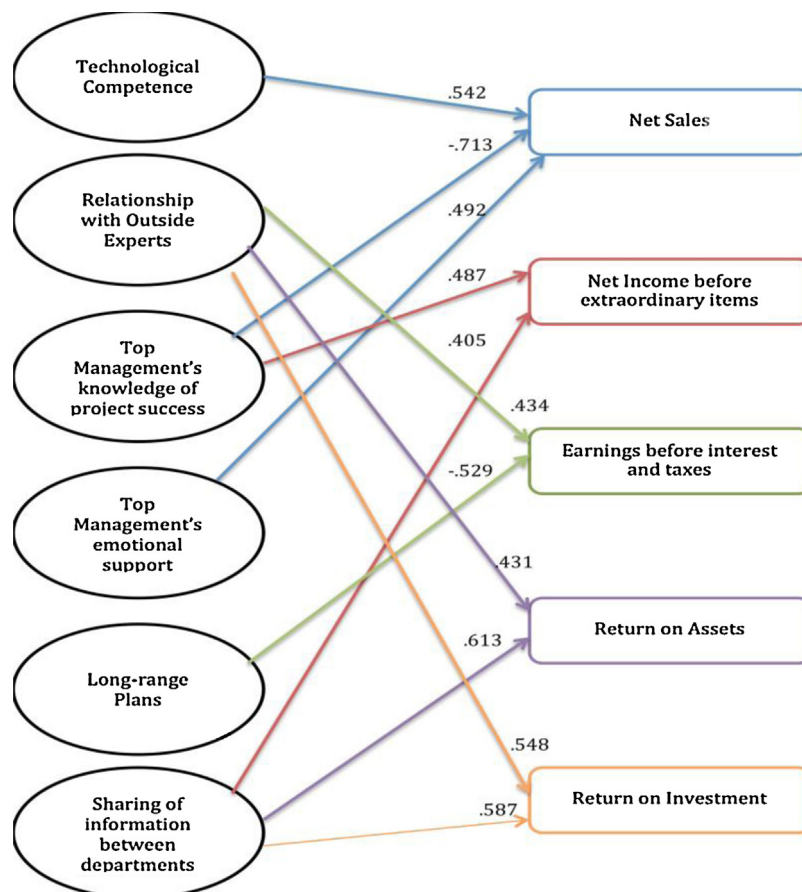 Technological
Competence
.542
Net Sales
-.713
Relationship
with Outside
Experts
.492
.487
Net Income before
extraordinary items
.405
Top
Management's
knowledge of
project success
.434
Earnings before interest
and taxes
-.529
Top
Management's
emotional
support
.431
Return on Assets
.613
Long-range
Plans
.548
Return on Investment
.587
Sharing of
information
between
departments